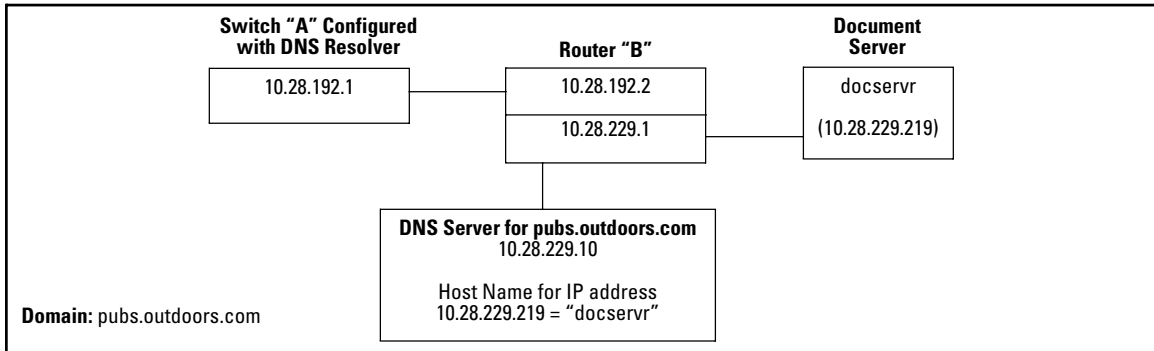 Switch “A” Configured
with DNS Resolver
10.28.192.1
Router “B”
10.28.192.2
10.28.229.1
Document
Server
docservr
(10.28.229.219)
DNS Server for pubs.outdoors.com
10.28.229.10
Host Name for IP address
10.28.229.219 = “docservr”
Domain: pubs.outdoors.com